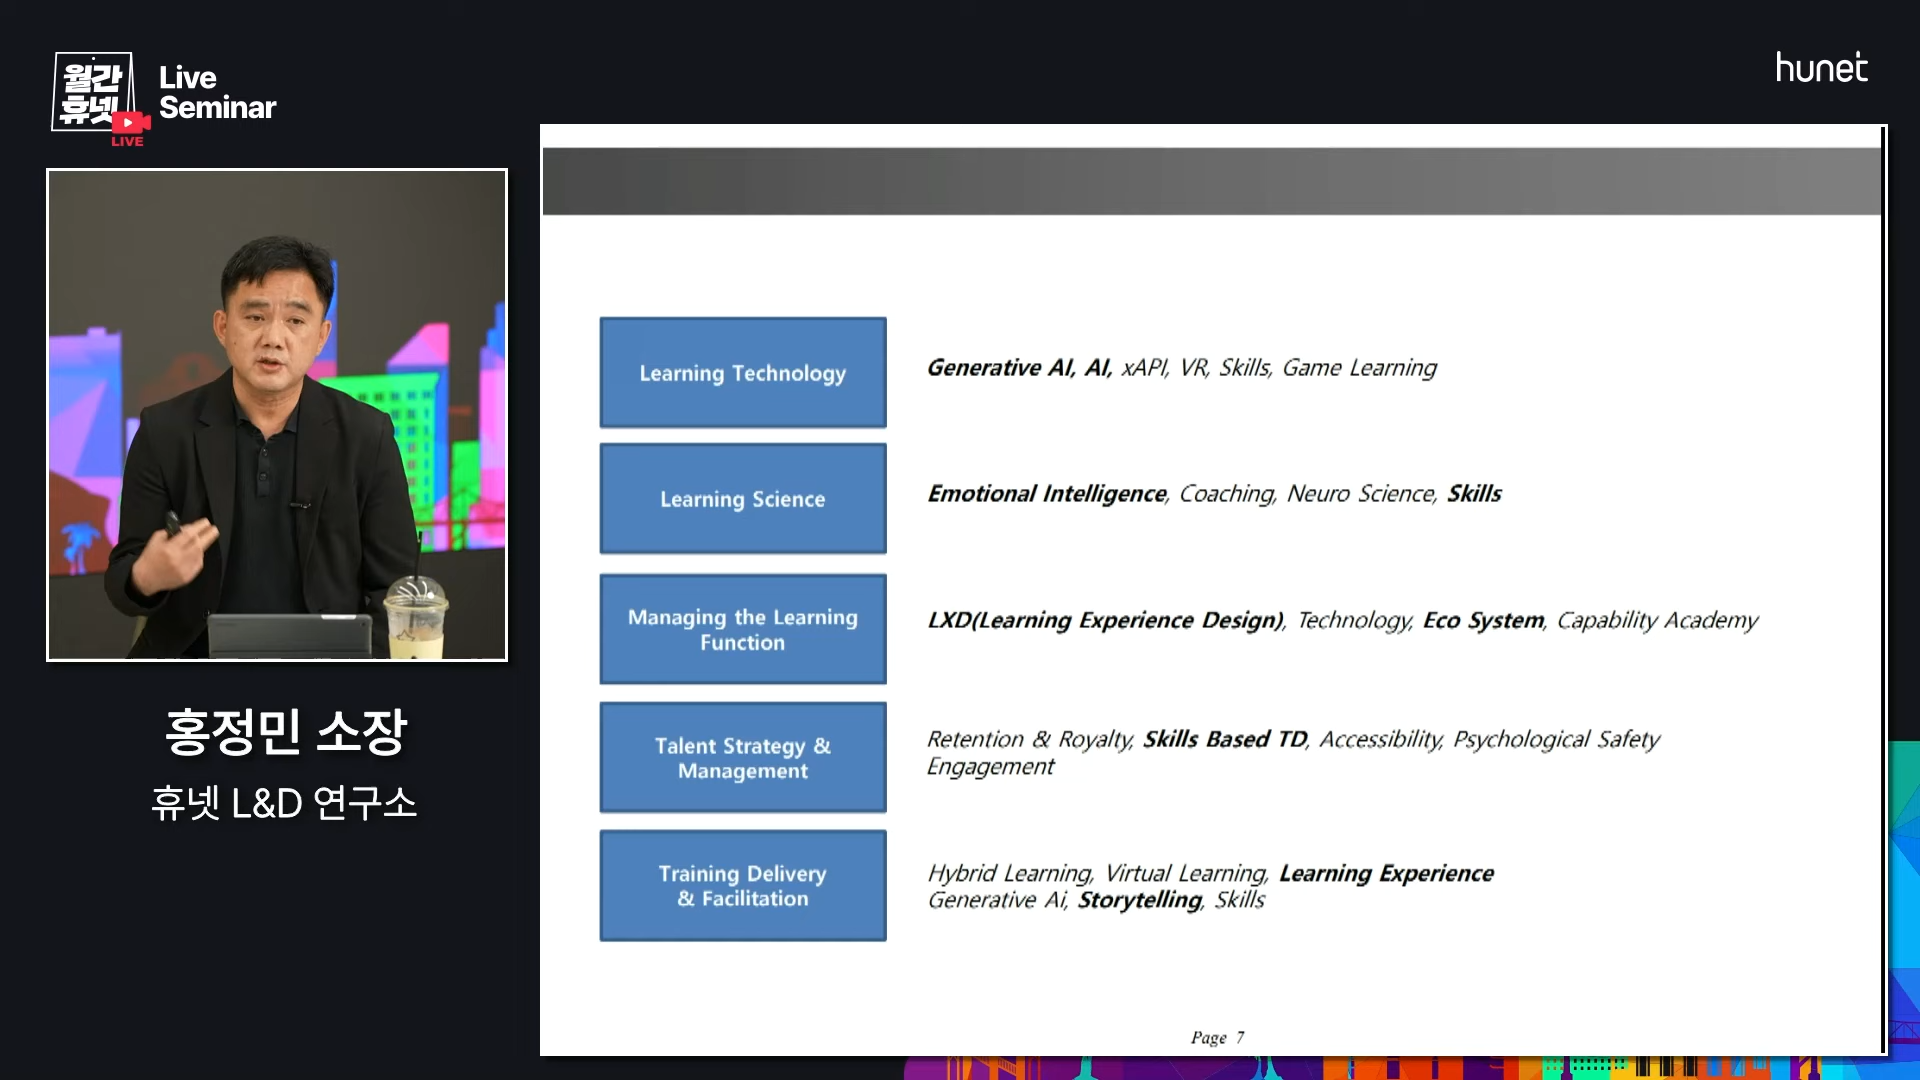 월간
휴넷
LIVE
Live
Seminar
hunet
홍정민 소장
휴넷 L&D 연구소
Learning Technology
Generative AI, AI, xAPI, VR, Skills, Game Learning
Learning Science
Emotional Intelligence, Coaching, Neuro Science, Skills
Managing the Learning
Function
LXD(Learning Experience Design), Technology, Eco System, Capability Academy
Talent Strategy &
Management
Retention & Royalty, Skills Based TD, Accessibility, Psychological Safety
Engagement
Training Delivery
& Facilitation
Hybrid Learning, Virtual Learning, Learning Experience
Generative Ai, Storytelling, Skills
Page 7